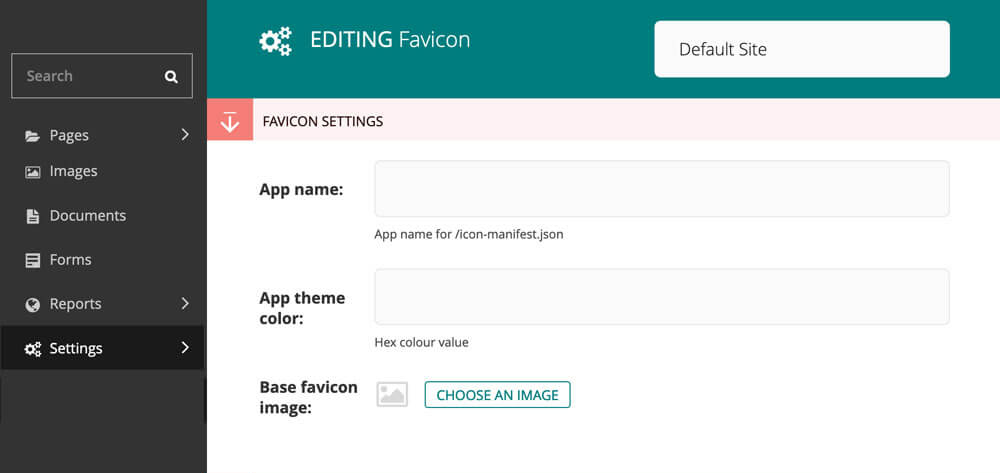 Search
Pages
Images
Documents
Forms
Reports
Settings
EDITING Favicon
Default Site
FAVICON SETTINGS
App name:
App name for /icon-manifest.json
App theme
color:
Hex colour value
Base favicon
image:
CHOOSE AN IMAGE